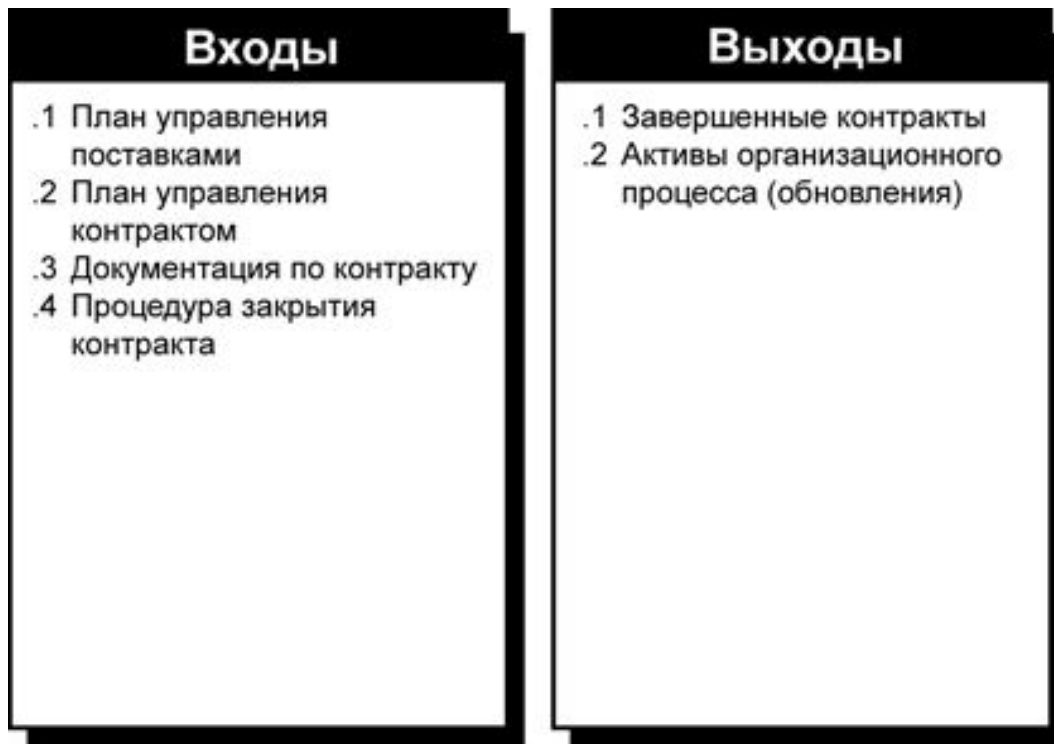 Входы
.1 План управления
поставками
.2 План управления
контрактом
.3 Документация по контракту
.4 Процедура закрытия
контракта
Выходы
.1 Завершенные контракты
.2 Активы организационного
процесса (обновления)